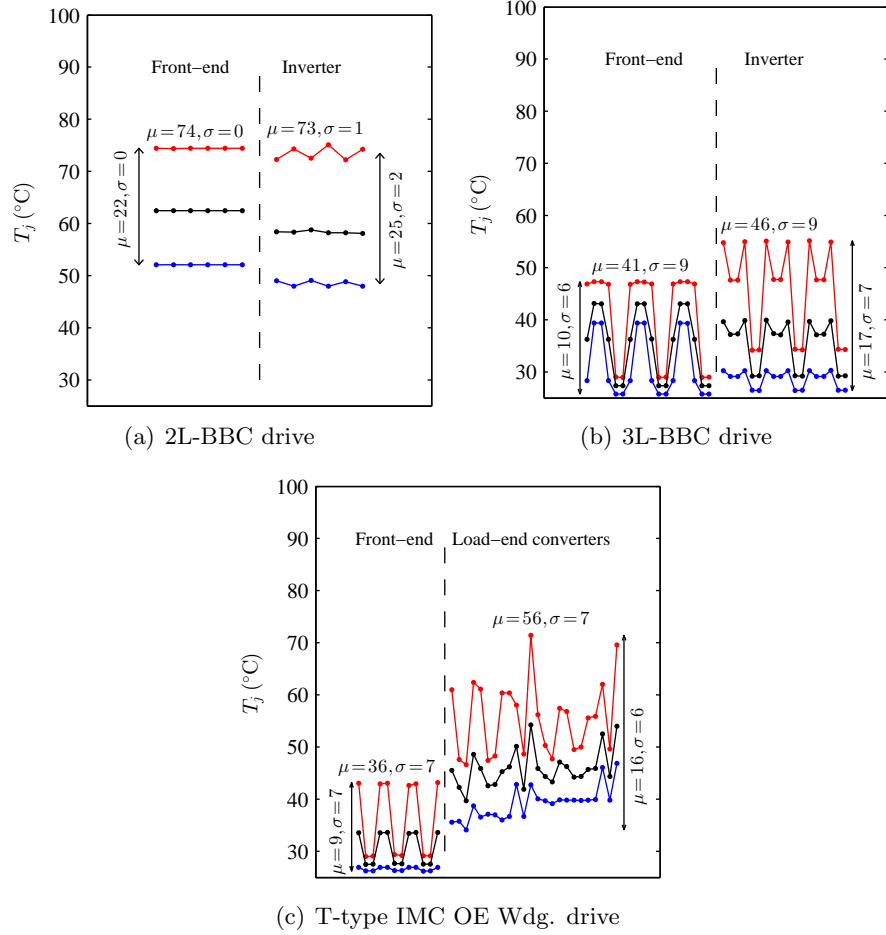 100
90
80
70
60
50
40
30
T_j (°C)
Front−end
Inverter
μ=74,σ=0
μ=73,σ=1
μ=22,σ=0
μ=25,σ=2
(a) 2L-BBC drive
100
90
80
70
60
50
40
30
T_j (°C)
Front−end
Inverter
μ=41,σ=9
μ=46,σ=9
μ=10,σ=6
μ=17,σ=7
(b) 3L-BBC drive
100
90
80
70
60
50
40
30
T_j (°C)
Front−end
Load−end converters
μ=36,σ=7
μ=56,σ=7
μ=9,σ=7
μ=16,σ=6
(c) T-type IMC OE Wdg. drive